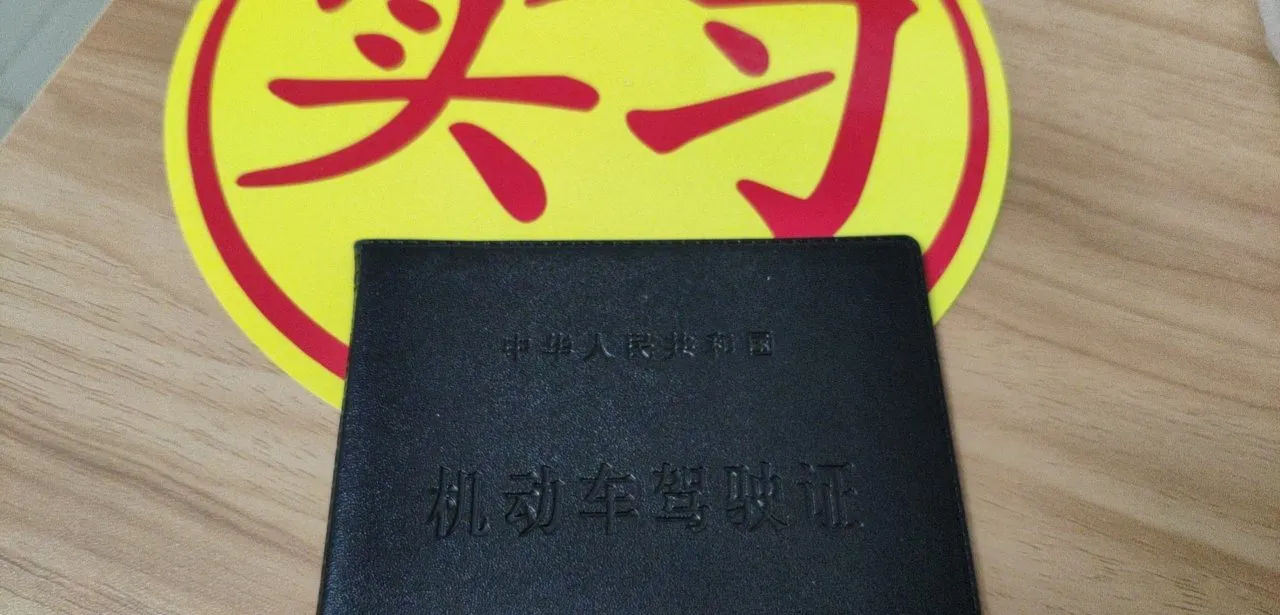 实习
中华人民共和国
机动车驾驶证